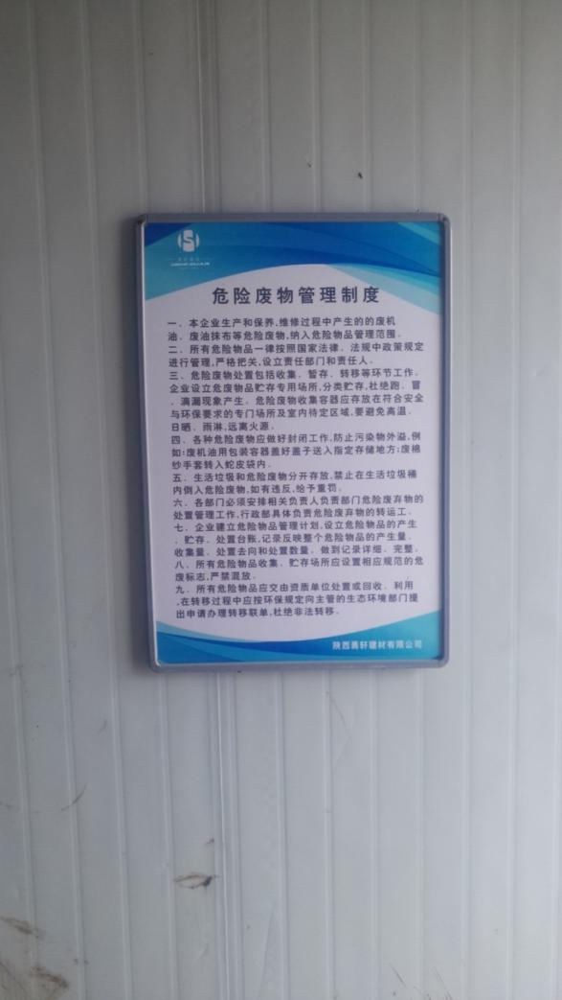 危险废物管理制度
一．本企业生产和保养,维修过程中产生的的废机
油．废油抹布等危险废物,纳入危险物品管理范围．
二．所有危险物品一律按照国家法律．法规中政策规定
进行管理,严格把关,设立责任部门和责任人．
三．危险废物处置包括收集．暂存．转移等环节工作．
企业设立危废物品贮存专用场所,分类贮存,杜绝跑．冒
．滴漏现象产生．危险废物收集容器应存放在符合安全
与环保要求的专门场所及室内待定区域,要避免高温．
日晒．雨淋,远离火源．
四．各种危险废物应做好封闭工作,防止污染物外溢,例
如:废机油用包装容器盖好盖子送入指定存储地方;废棉
纱手套转入蛇皮袋内．
五．生活垃圾和危险废物分开存放,禁止在生活垃圾桶
内倒入危险废物,如有违反,给予重罚．
六．各部门必须安排相关负责人负责部门危险废弃物的
处置管理工作,行政部具体负责危险废弃物的转运工．
七．企业建立危险物品管理计划,设立危险物品的产生
．贮存．处置台账,记录反映整个危险物品的产生量．
收集量．处置去向和处置数量．做到记录详细．完整．
八．所有危险物品收集．贮存场所应设置相应规范的危
废标志,严禁混放．
九．所有危险物品应交由资质单位处置或回收．利用
,在转移过程中应按环保规定向主管的生态环境部门提
出申请办理转移联单,杜绝非法转移．
陕西 轩建材有限公司